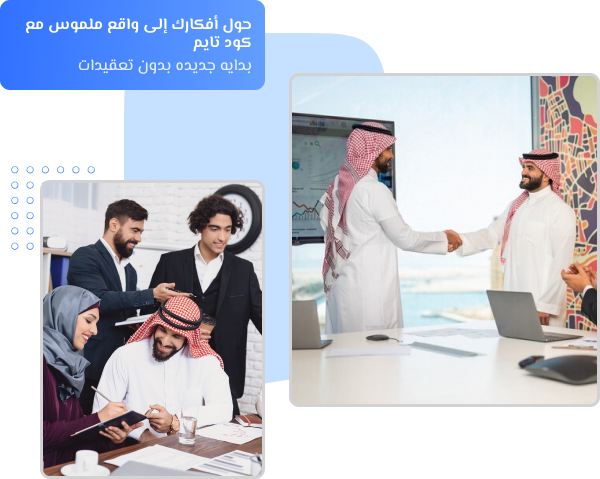 حول أفكارك إلى واقع ملموس مع
كود تايم
بدايه جديده بدون تعقيدات